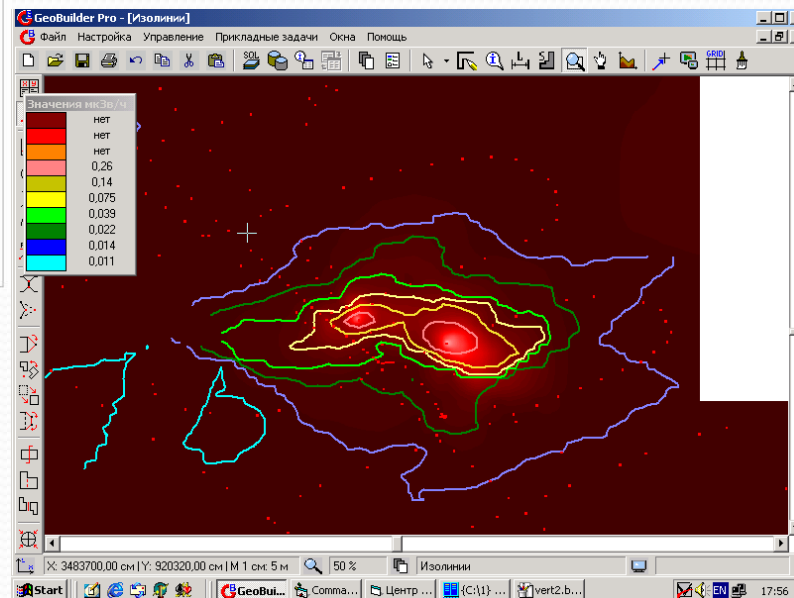 GeoBuilder Pro - [Изолинии]
Файл Настройка Управление Прикладные задачи Окна Помощь
SQL
GRID
Значения мкЗв/ч
нет
нет
нет
0,26
0,14
0,075
0,039
0,022
0,014
0,011
X: 3483700,00 см | Y: 920320,00 см | М 1 см: 5 м
50 %
Изолинии
Start
GeoBui...
Comma...
Центр ...
{C:\1} ...
vert2.b...
EN
17:56